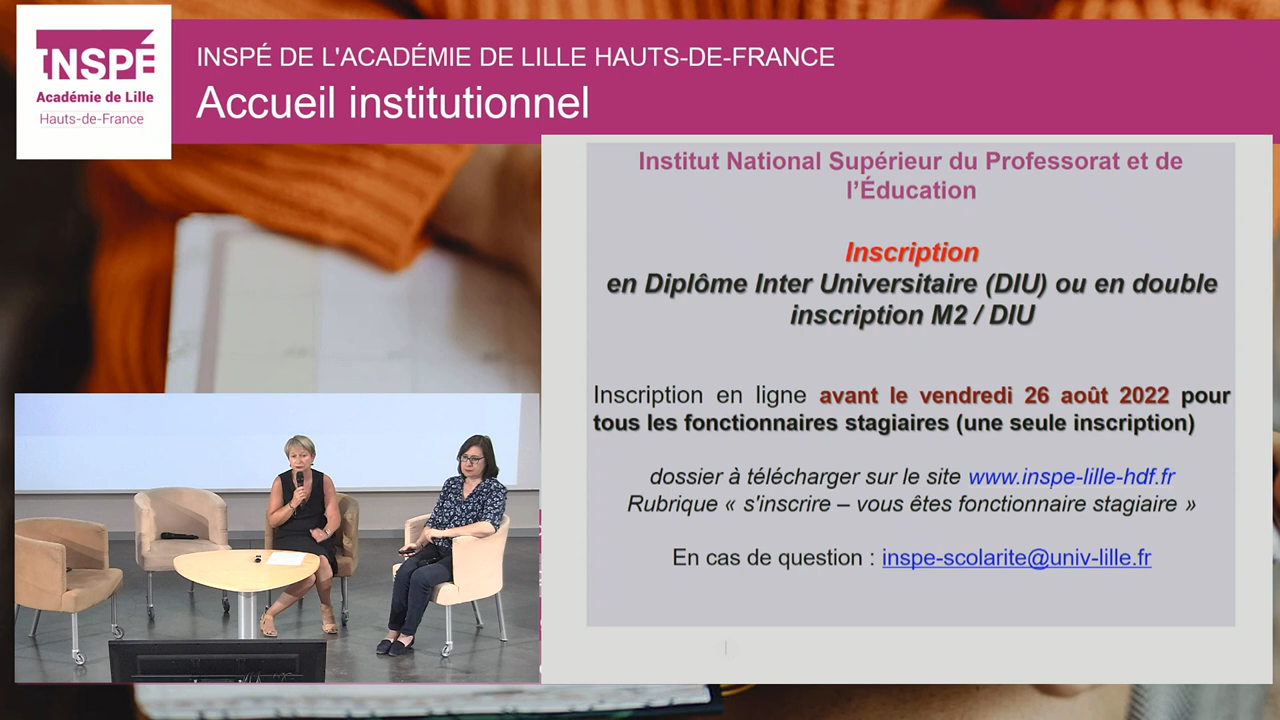 INSPÉ
Académie de Lille
Hauts-de-France
INSPÉ DE L'ACADÉMIE DE LILLE HAUTS-DE-FRANCE
Accueil institutionnel
Institut National Supérieur du Professorat et de
l'Éducation
Inscription
en Diplôme Inter Universitaire (DIU) ou en double
inscription M2 / DIU
Inscription en ligne avant le vendredi 26 août 2022 pour
tous les fonctionnaires stagiaires (une seule inscription)
dossier à télécharger sur le site www.inspe-lille-hdf.fr
Rubrique « s'inscrire – vous êtes fonctionnaire stagiaire »
En cas de question : inspe-scolarite@univ-lille.fr